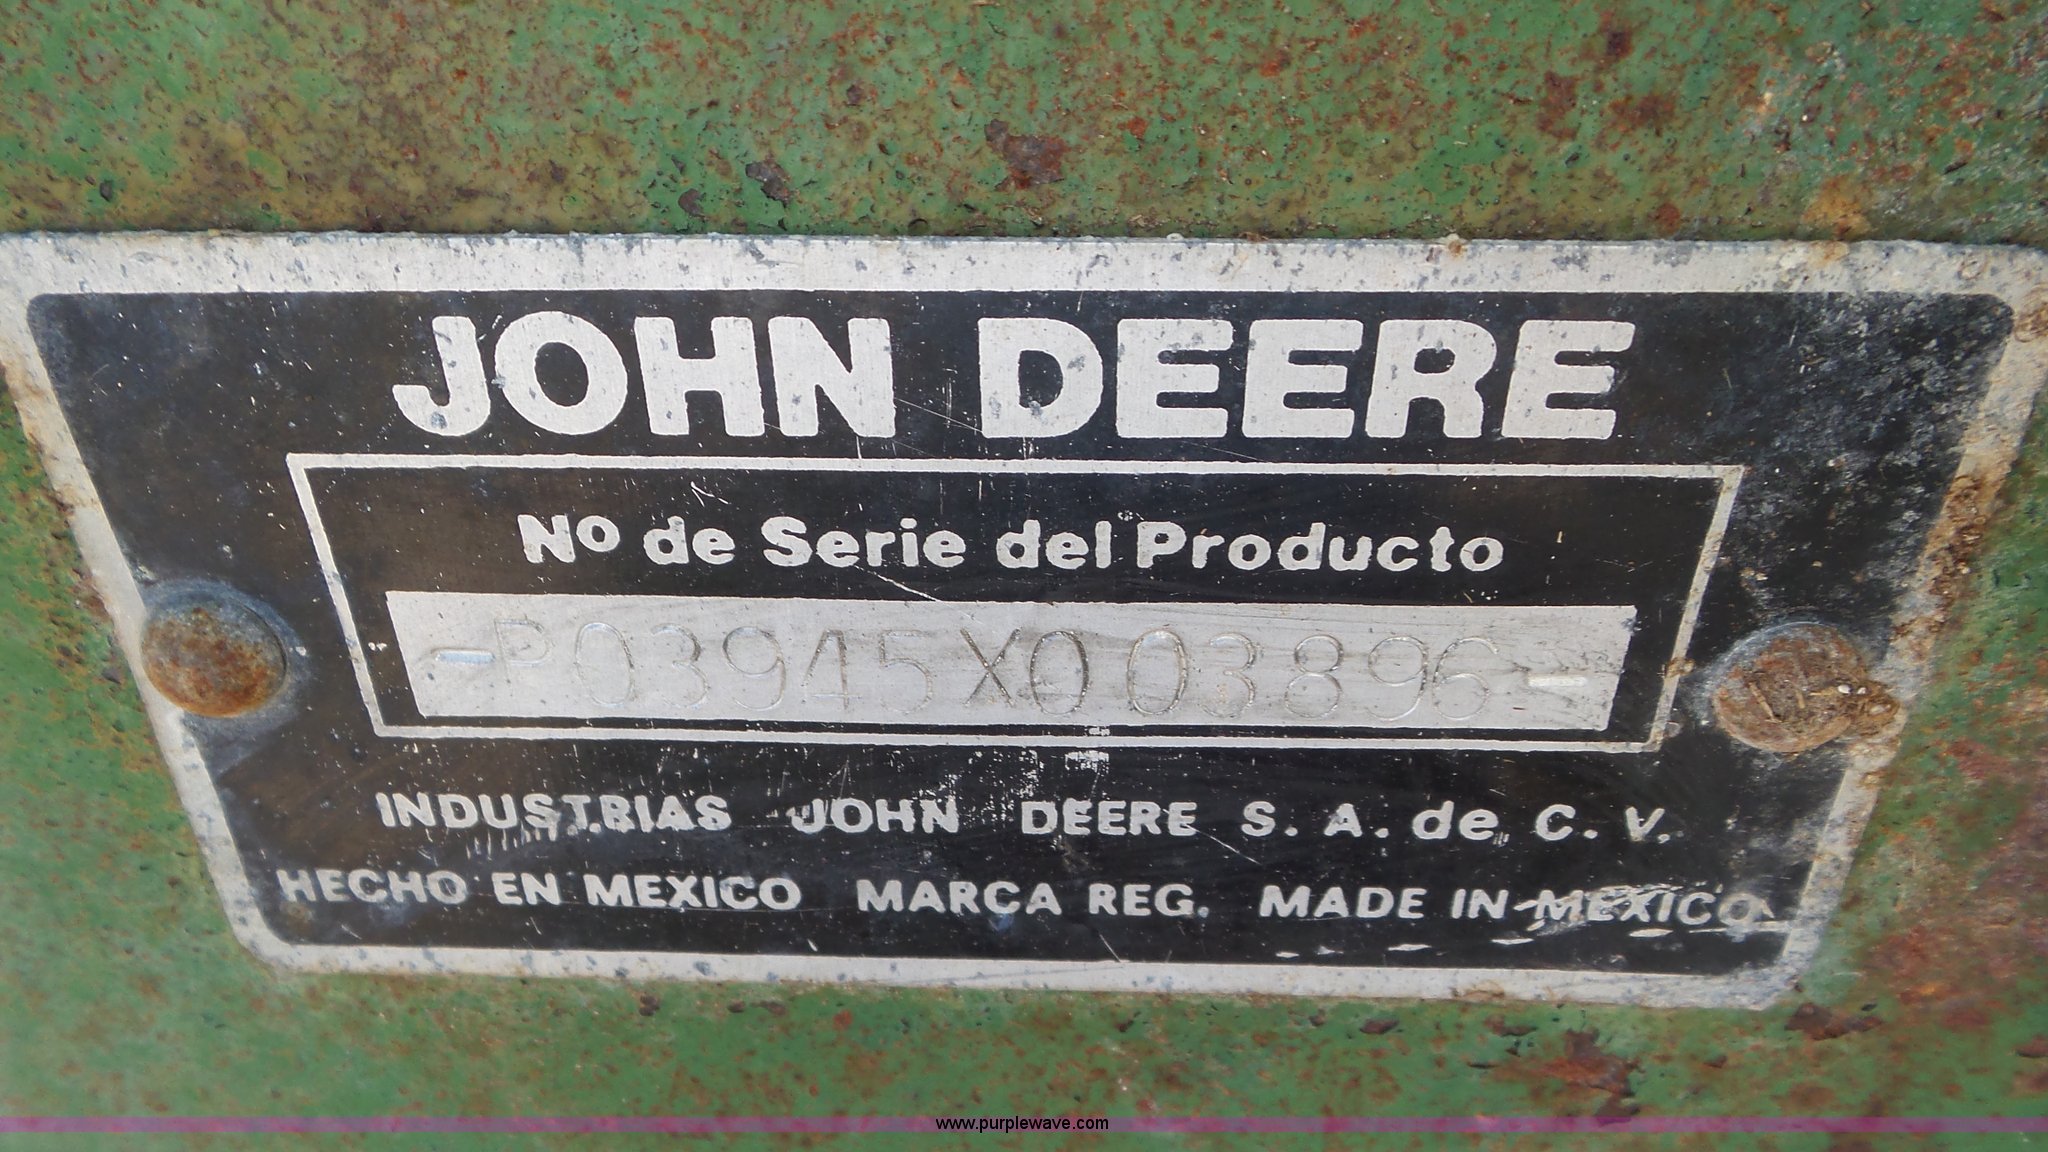 JOHN DEERE
No de Serie del Producto
-P03945X003896-
INDUSTRIAS JOHN DEERE S. A. de C. V.
HECHO EN MEXICO MARCA REG. MADE IN MEXICO
www.purplewave.com